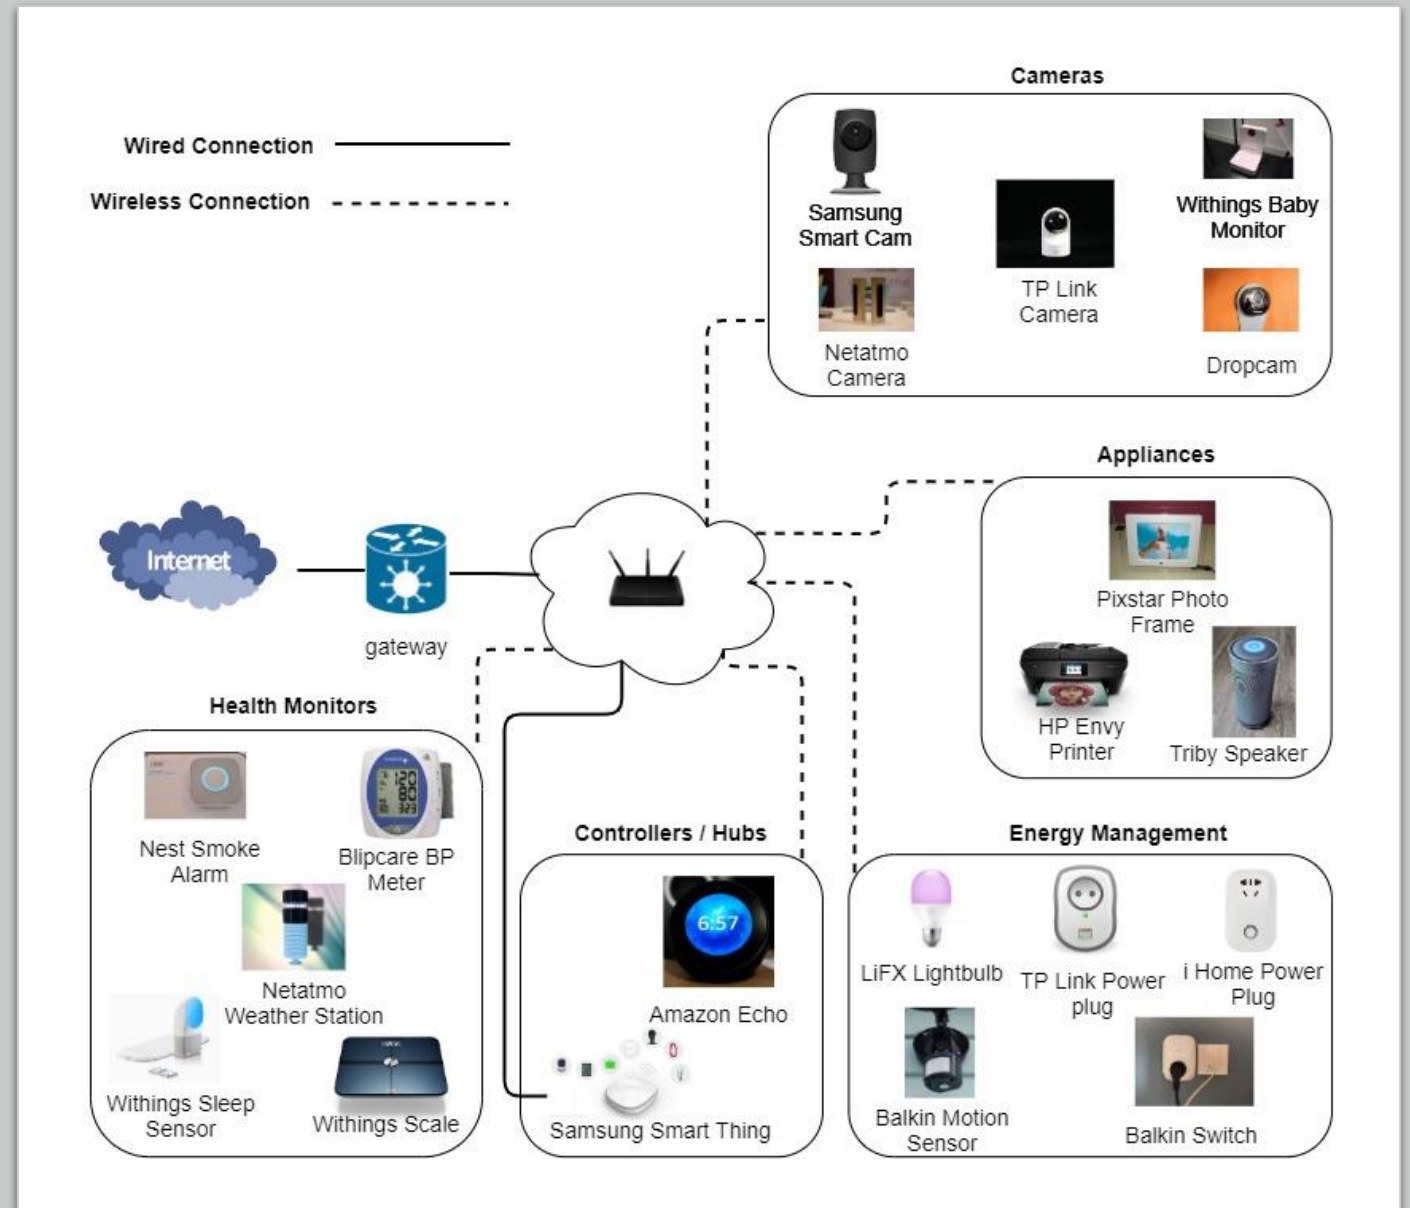 Cameras
Wired Connection
Wireless Connection
Samsung
Smart Cam
TP Link
Camera
Withings Baby
Monitor
Netatmo
Camera
Dropcam
Appliances
Pixstar Photo
Frame
HP Envy
Printer
Triby Speaker
Internet
gateway
Health Monitors
Nest Smoke
Alarm
120
80
Blipcare BP
Meter
Netatmo
Weather Station
Withings Sleep
Sensor
Withings Scale
Controllers / Hubs
6:57
Amazon Echo
Samsung Smart Thing
Energy Management
LiFX Lightbulb
TP Link Power
plug
i Home Power
Plug
Balkin Motion
Sensor
Balkin Switch